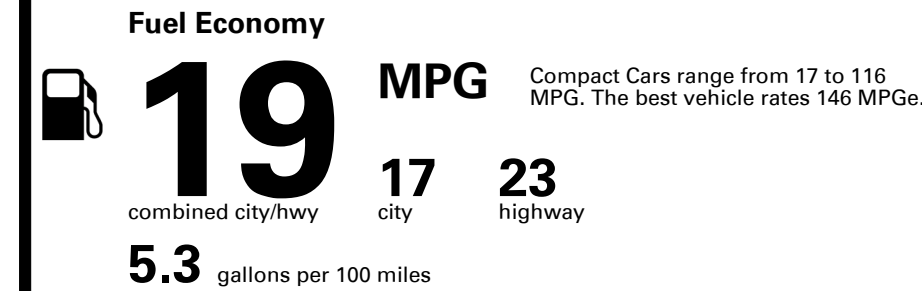 Fuel Economy
19
MPG
Compact Cars range from 17 to 116
MPG. The best vehicle rates 146 MPGe.
combined city/hwy
17
city
23
highway
5.3 gallons per 100 miles